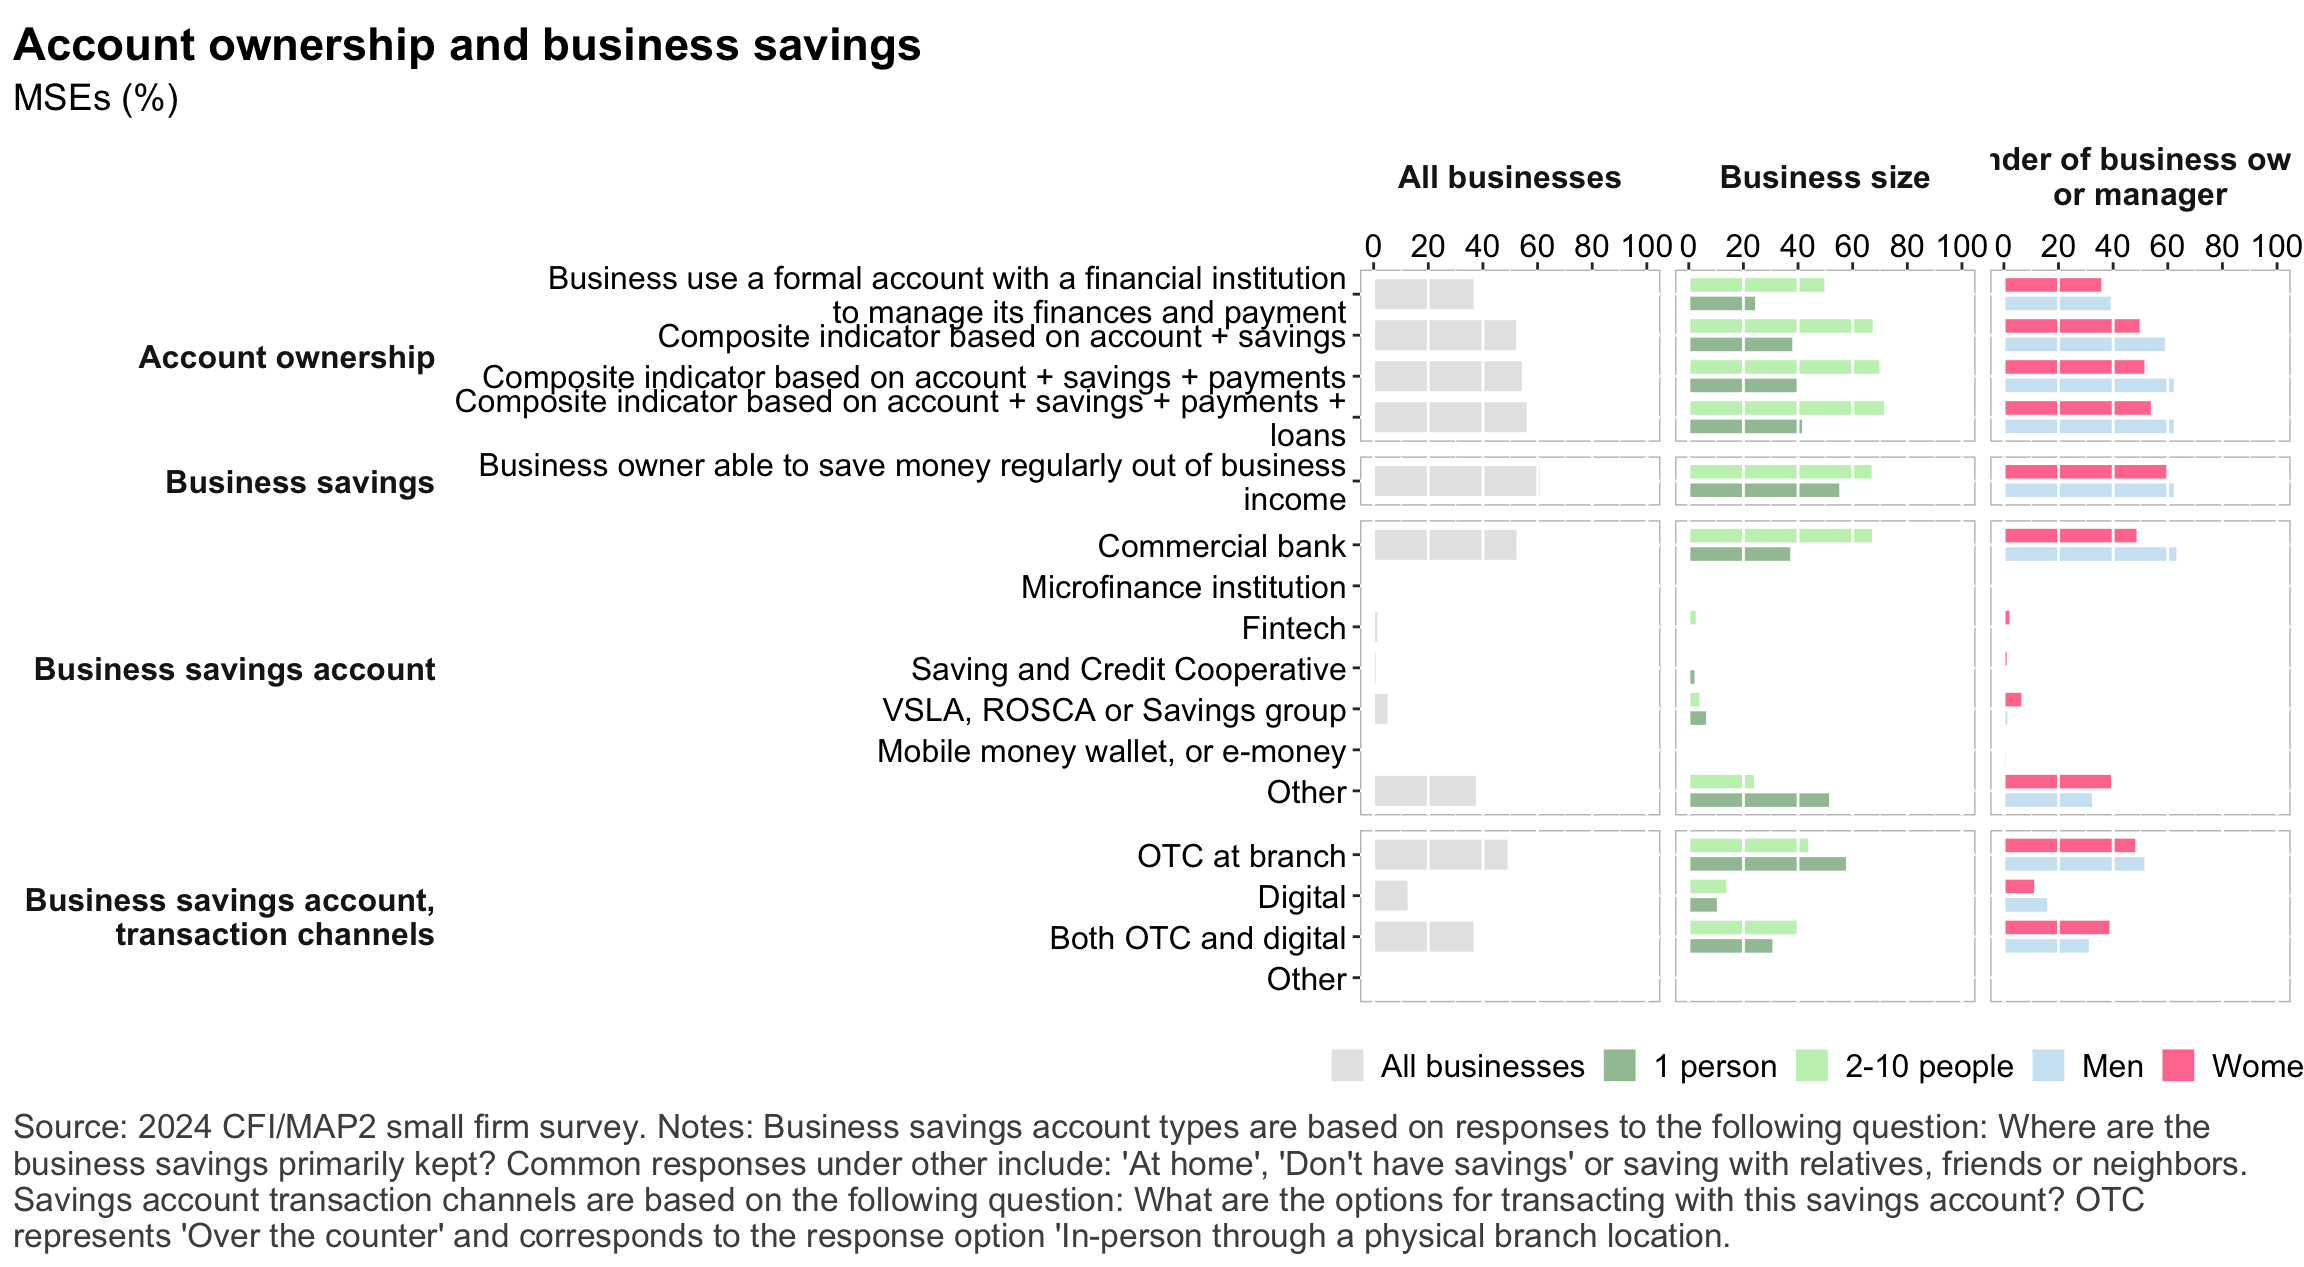 Account ownership and business savings
MSEs (%)
All businesses
Business size
nder of business ow
or manager
0 20 40 60 80 100 0 20 40 60 80 100 0 20 40 60 80 100
Account ownership
Business use a formal account with a financial institution
to manage its finances and payment
Composite indicator based on account + savings
Composite indicator based on account + savings + payments
Composite indicator based on account + savings + payments +
loans
Business savings
Business owner able to save money regularly out of business
income
Business savings account
Commercial bank
Microfinance institution
Fintech
Saving and Credit Cooperative
VSLA, ROSCA or Savings group
Mobile money wallet, or e-money
Other
Business savings account,
transaction channels
OTC at branch
Digital
Both OTC and digital
Other
All businesses 1 person 2-10 people Men Wome
Source: 2024 CFI/MAP2 small firm survey. Notes: Business savings account types are based on responses to the following question: Where are the
business savings primarily kept? Common responses under other include: 'At home', 'Don't have savings' or saving with relatives, friends or neighbors.
Savings account transaction channels are based on the following question: What are the options for transacting with this savings account? OTC
represents 'Over the counter' and corresponds to the response option 'In-person through a physical branch location.